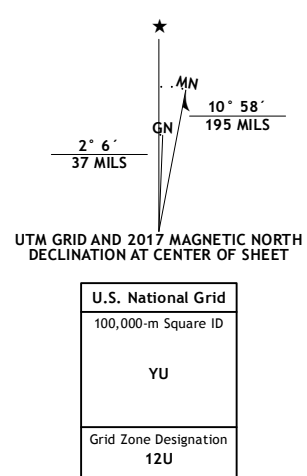 ★
MN
GN
10° 58´
195 MILS
2° 6´
37 MILS
UTM GRID AND 2017 MAGNETIC NORTH
DECLINATION AT CENTER OF SHEET
U.S. National Grid
100,000-m Square ID
YU
Grid Zone Designation
12U